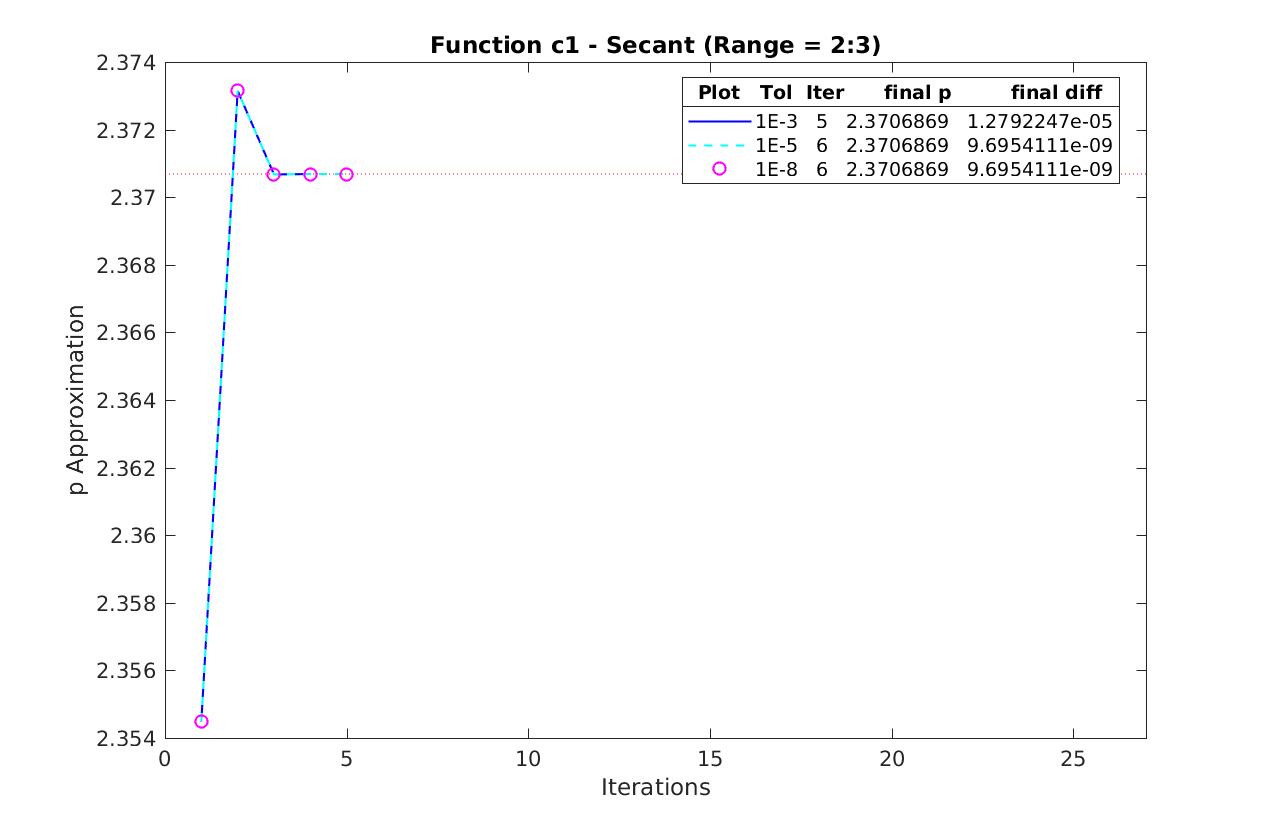 Function c1 - Secant (Range = 2:3)
2.374
2.372
2.37
2.368
2.366
2.364
2.362
2.36
2.358
2.356
2.354
p Approximation
Plot Tol Iter final p final diff
1E-3 5 2.3706869 1.2792247e-05
1E-5 6 2.3706869 9.6954111e-09
1E-8 6 2.3706869 9.6954111e-09
0 5 10 15 20 25
Iterations